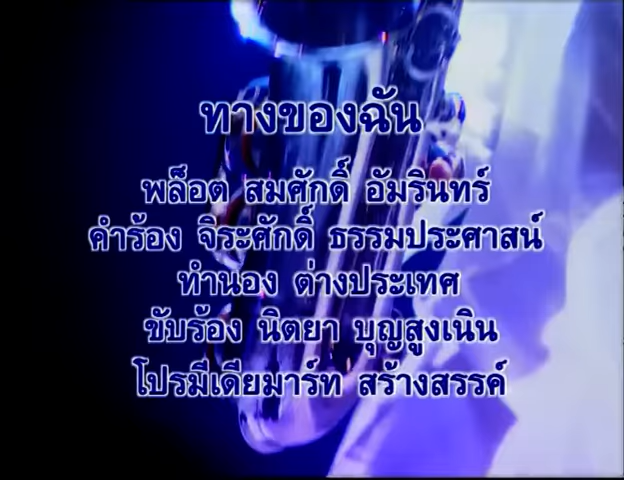 ทางของฉัน
พล็อต สมศักดิ์ อัมรินทร์
คำร้อง จิระศักดิ์ ธรรมประศาสน์
ทำนอง ต่างประเทศ
ขับร้อง นิตยา บุญสูงเนิน
โปรมีเดียมาร์ท สร้างสรรค์